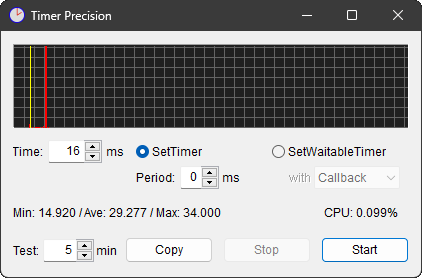 Timer Precision
Time: 16 ms SetTimer SetWaitableTimer
Period: 0 ms with Callback
Min: 14.920 / Ave: 29.277 / Max: 34.000 CPU: 0.099%
Test: 5 min Copy Stop Start